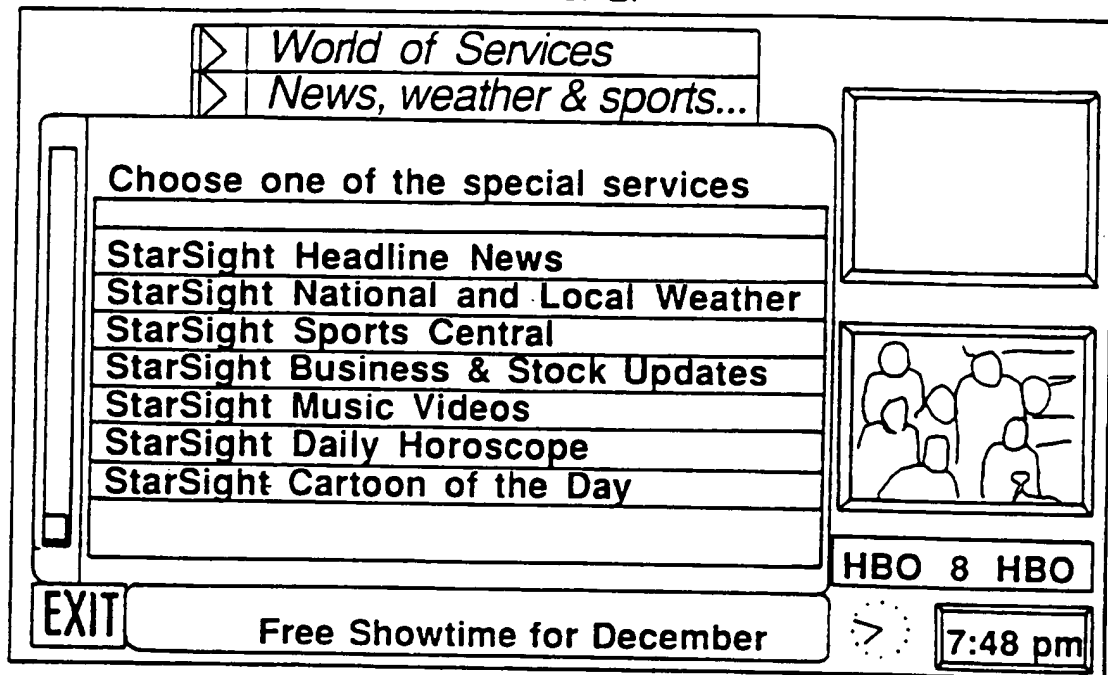 World of Services
News, weather & sports...
Choose one of the special services
StarSight Headline News
StarSight National and Local Weather
StarSight Sports Central
StarSight Business & Stock Updates
StarSight Music Videos
StarSight Daily Horoscope
StarSight Cartoon of the Day
HBO 8 HBO
EXIT
Free Showtime for December
7:48 pm